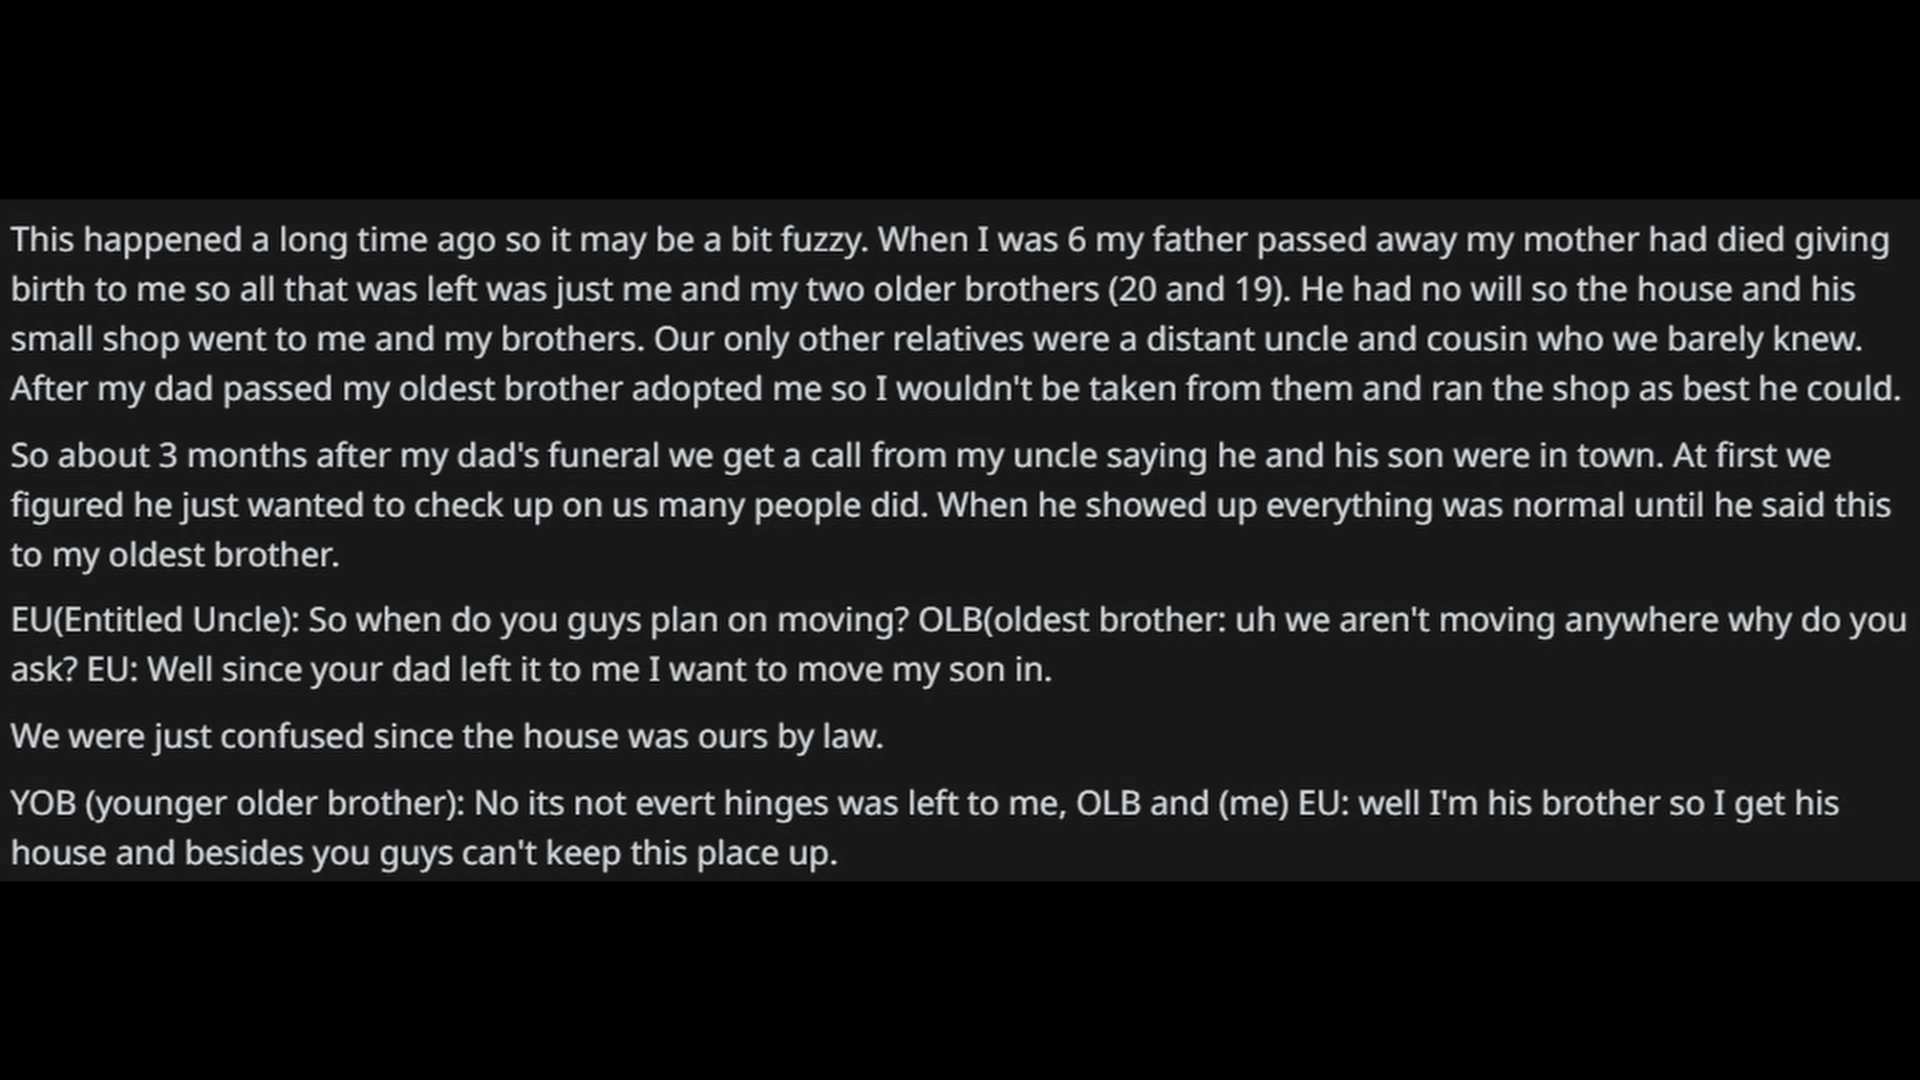 This happened a long time ago so it may be a bit fuzzy. When I was 6 my father passed away my mother had died giving
birth to me so all that was left was just me and my two older brothers (20 and 19). He had no will so the house and his
small shop went to me and my brothers. Our only other relatives were a distant uncle and cousin who we barely knew.
After my dad passed my oldest brother adopted me so I wouldn't be taken from them and ran the shop as best he could.
So about 3 months after my dad's funeral we get a call from my uncle saying he and his son were in town. At first we
figured he just wanted to check up on us many people did. When he showed up everything was normal until he said this
to my oldest brother.
EU(Entitled Uncle): So when do you guys plan on moving? OLB(oldest brother: uh we aren't moving anywhere why do you
ask? EU: Well since your dad left it to me I want to move my son in.
We were just confused since the house was ours by law.
YOB (younger older brother): No its not evert hinges was left to me, OLB and (me) EU: well I'm his brother so I get his
house and besides you guys can't keep this place up.